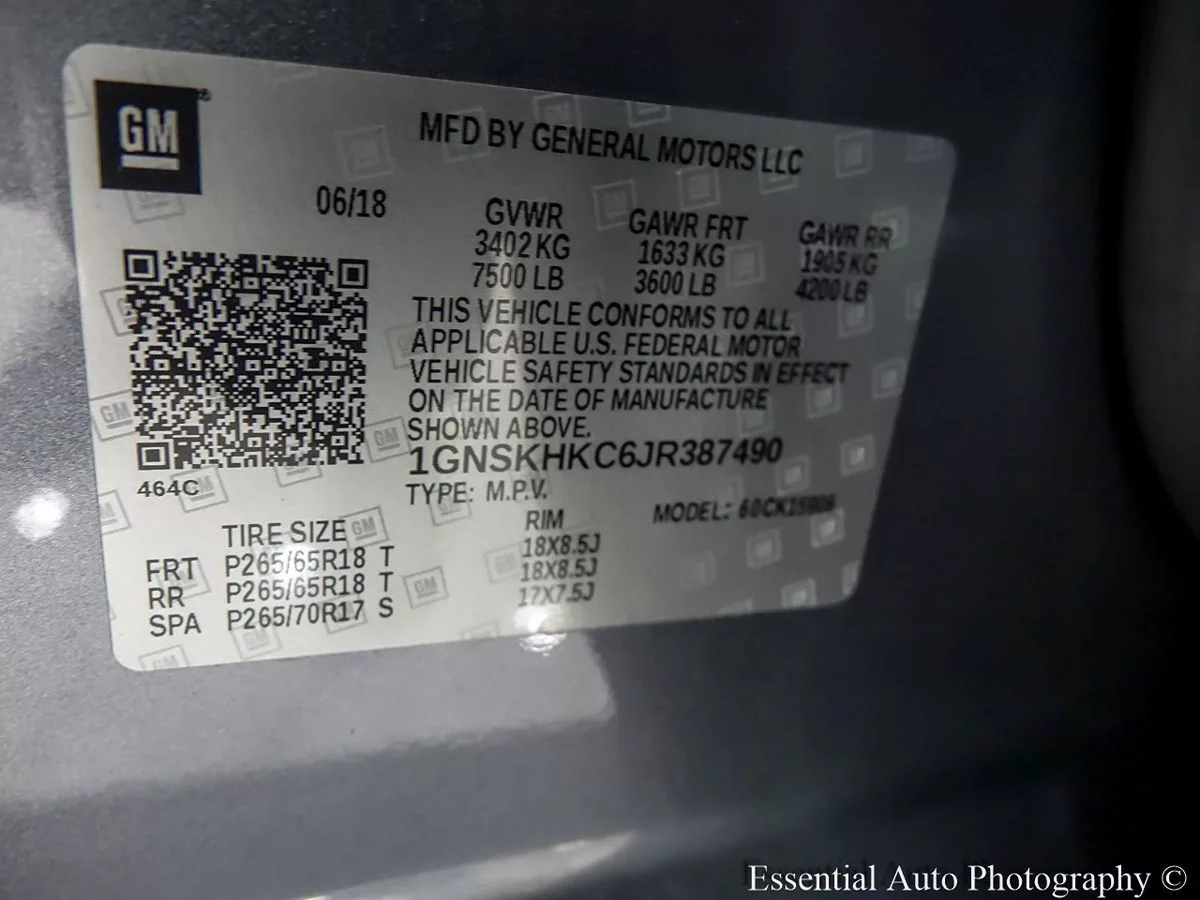 GM
MFD BY GENERAL MOTORS LLC
06/18
GVWR
3402 KG
7500 LB
GAWR FRT
1633 KG
3600 LB
GAWR RR
1905 KG
4200 LB
THIS VEHICLE CONFORMS TO ALL
APPLICABLE U.S. FEDERAL MOTOR
VEHICLE SAFETY STANDARDS IN EFFECT
ON THE DATE OF MANUFACTURE
SHOWN ABOVE.
1GNSKHKC6JR387490
464C
TYPE: M.P.V.
MODEL:
TIRE SIZE
RIM
FRT P265/65R18 T 18X8.5J
RR P265/65R18 T 18X8.5J
SPA P265/70R17 S 17X7.5J
Essential Auto Photography ©